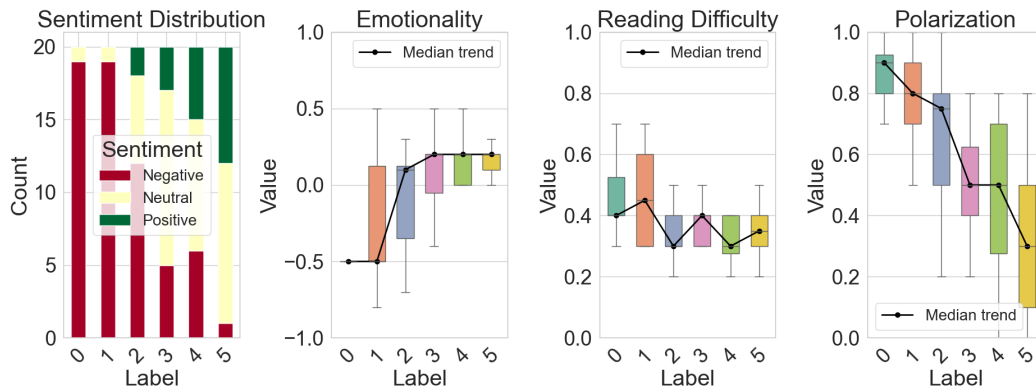 Sentiment Distribution
20
15
10
5
0
Count
Sentiment
Negative
Neutral
Positive
0 1 2 3 4 5
Label
Emotionality
1.0
0.5
0.0
−0.5
−1.0
Value
Median trend
0 1 2 3 4 5
Label
Reading Difficulty
1.0
0.8
0.6
0.4
0.2
0.0
Value
Median trend
0 1 2 3 4 5
Label
Polarization
1.0
0.8
0.6
0.4
0.2
0.0
Value
Median trend
0 1 2 3 4 5
Label